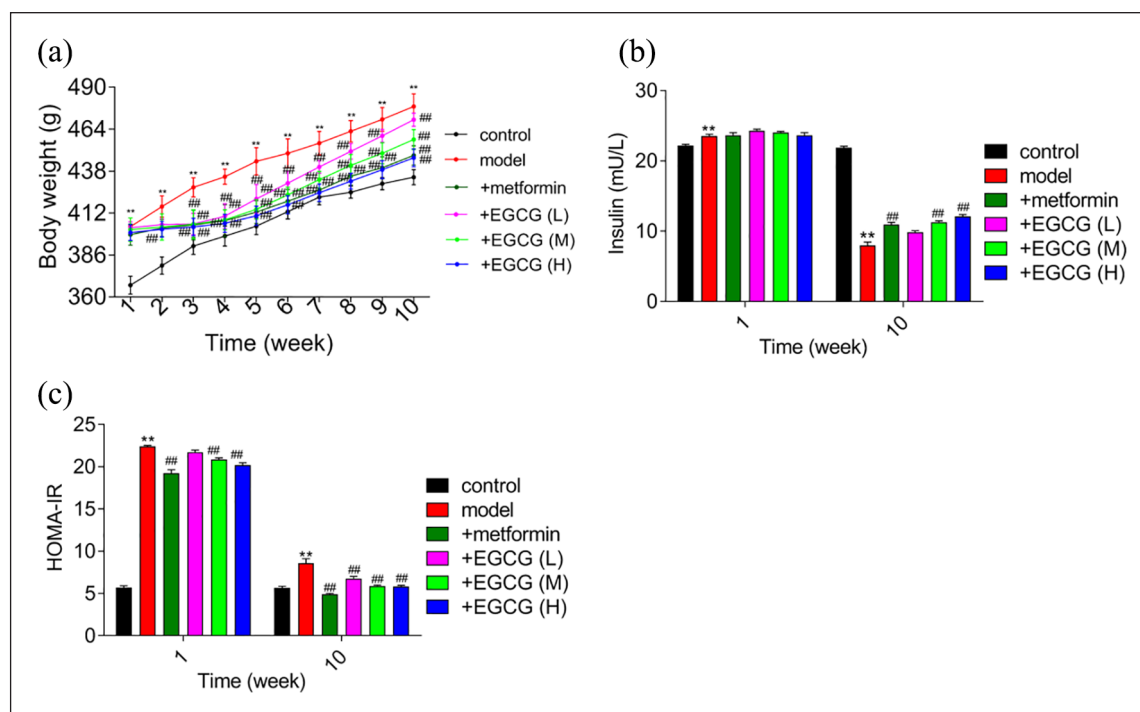 (a)
490
464
438
412
386
360
Body weight (g)
1 2 3 4 5 6 7 8 9 10
Time (week)
** ** ** ** ** ** ** ** ** **
control
model
+metformin
+EGCG (L)
+EGCG (M)
+EGCG (H)
(b)
30
20
10
0
Insulin (mU/L)
** ** ## ## ##
1 10
Time (week)
control
model
+metformin
+EGCG (L)
+EGCG (M)
+EGCG (H)
(c)
25
20
15
10
5
0
HOMA-IR
** ## ## ## ** ## ## ## ##
1 10
Time (week)
control
model
+metformin
+EGCG (L)
+EGCG (M)
+EGCG (H)